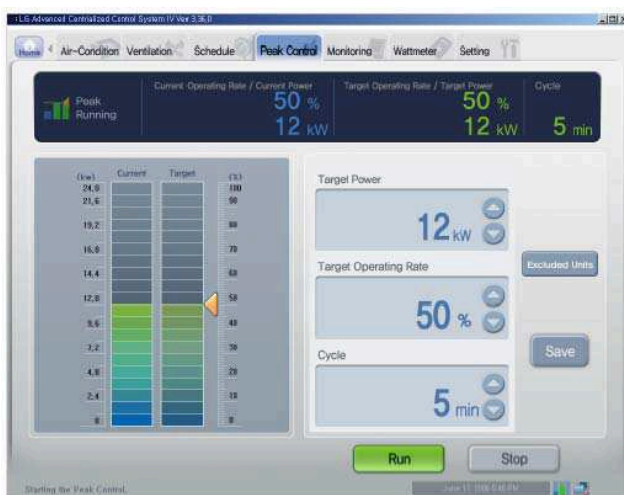 LG Advanced Centralized Control System IV Ver 3,36,0
Home Air-Condition Ventilation Schedule Peak Control Monitoring Wattmeter Setting
Peak Running
Current Operating Rate / Current Power
50 %
12 kW
Target Operating Rate / Target Power
50 %
12 kW
Cycle
5 min
(kw) Current Target (%)
24,0 100
21,6 90
19,2 80
16,8 70
14,4 60
12,0 50
9,6 40
7,2 30
4,8 20
2,4 10
0 0
Target Power
12 kW
Target Operating Rate
50 %
Cycle
5 min
Excluded Units
Save
Run Stop
Starting the Peak Control.